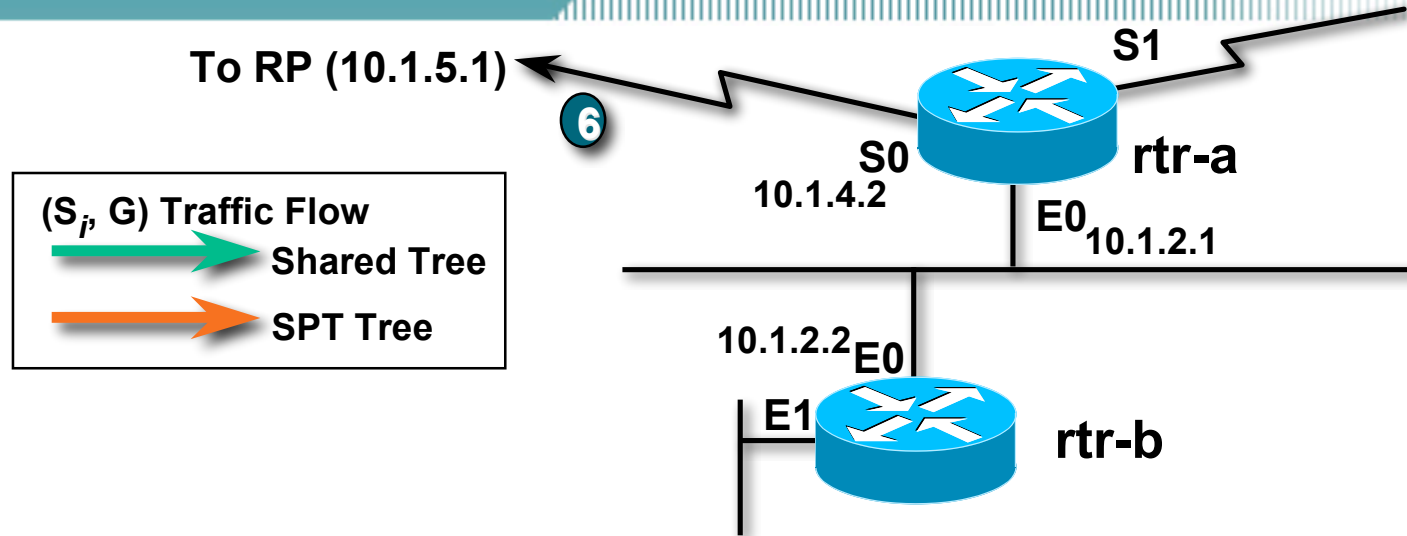 S1
To RP (10.1.5.1)
6
rtr-a
S0
10.1.4.2
(Si, G) Traffic Flow
Shared Tree
SPT Tree
E0
10.1.2.1
10.1.2.2
E0
E1
rtr-b